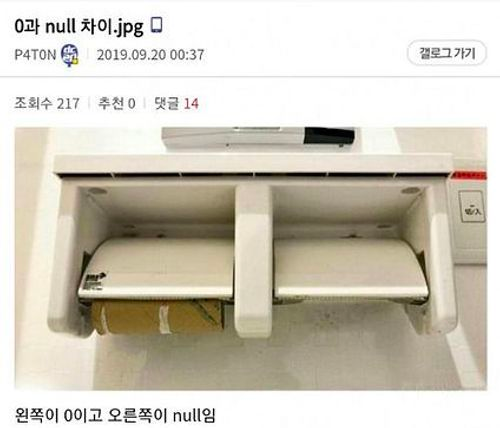 0과 null 차이.jpg
P4T0N 2019.09.20 00:37
갤로그 가기
조회수 217 추천 0 댓글 14
왼쪽이 0이고 오른쪽이 null임